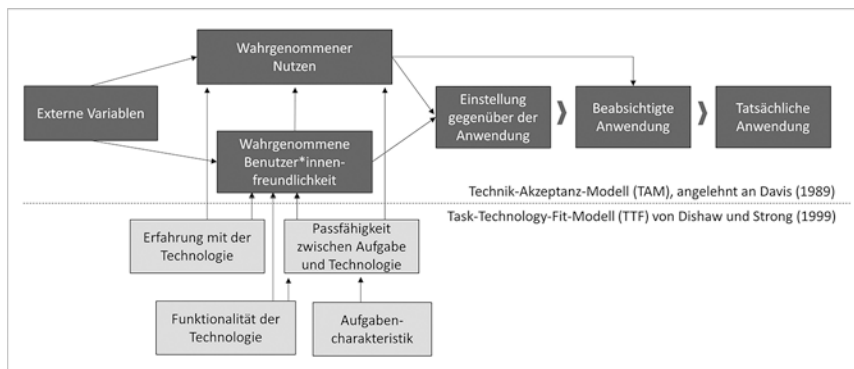 Wahrgenommener
Nutzen
Externe Variablen
Wahrgenommene
Benutzer*innen-
freundlichkeit
Einstellung
gegenüber der
Anwendung
Beabsichtigte
Anwendung
Tatsächliche
Anwendung
Technik-Akzeptanz-Modell (TAM), angelehnt an Davis (1989)
Task-Technology-Fit-Modell (TTF) von Dishaw und Strong (1999)
Erfahrung mit der
Technologie
Passfähigkeit
zwischen Aufgabe
und Technologie
Funktionalität der
Technologie
Aufgaben-
charakteristik